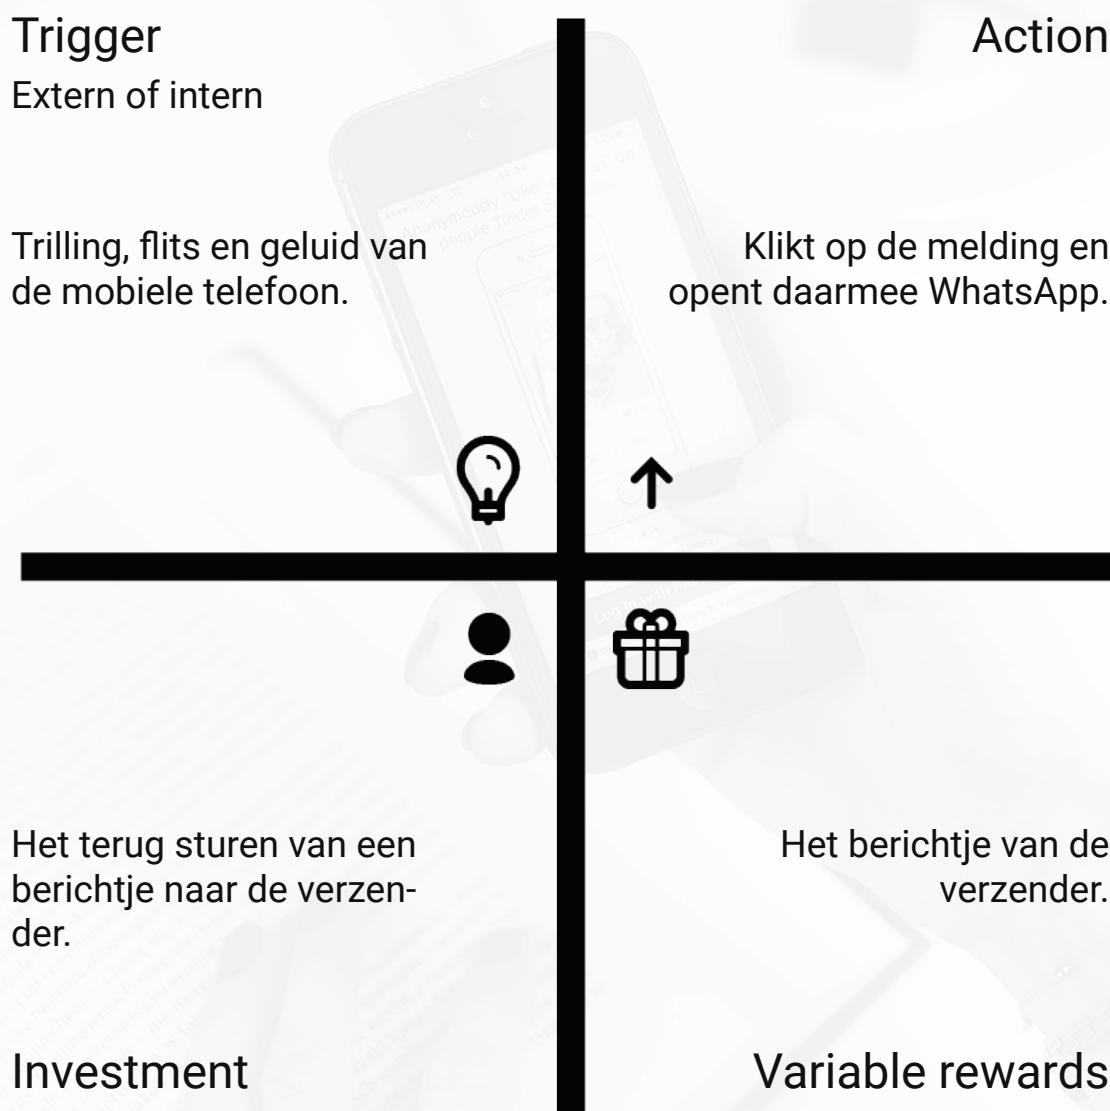 Trigger
Extern of intern
Trilling, flits en geluid van
de mobiele telefoon.
Action
Klikt op de melding en
opent daarmee WhatsApp.
Het terug sturen van een
berichtje naar de verzen-
der.
Investment
Het berichtje van de
verzender.
Variable rewards